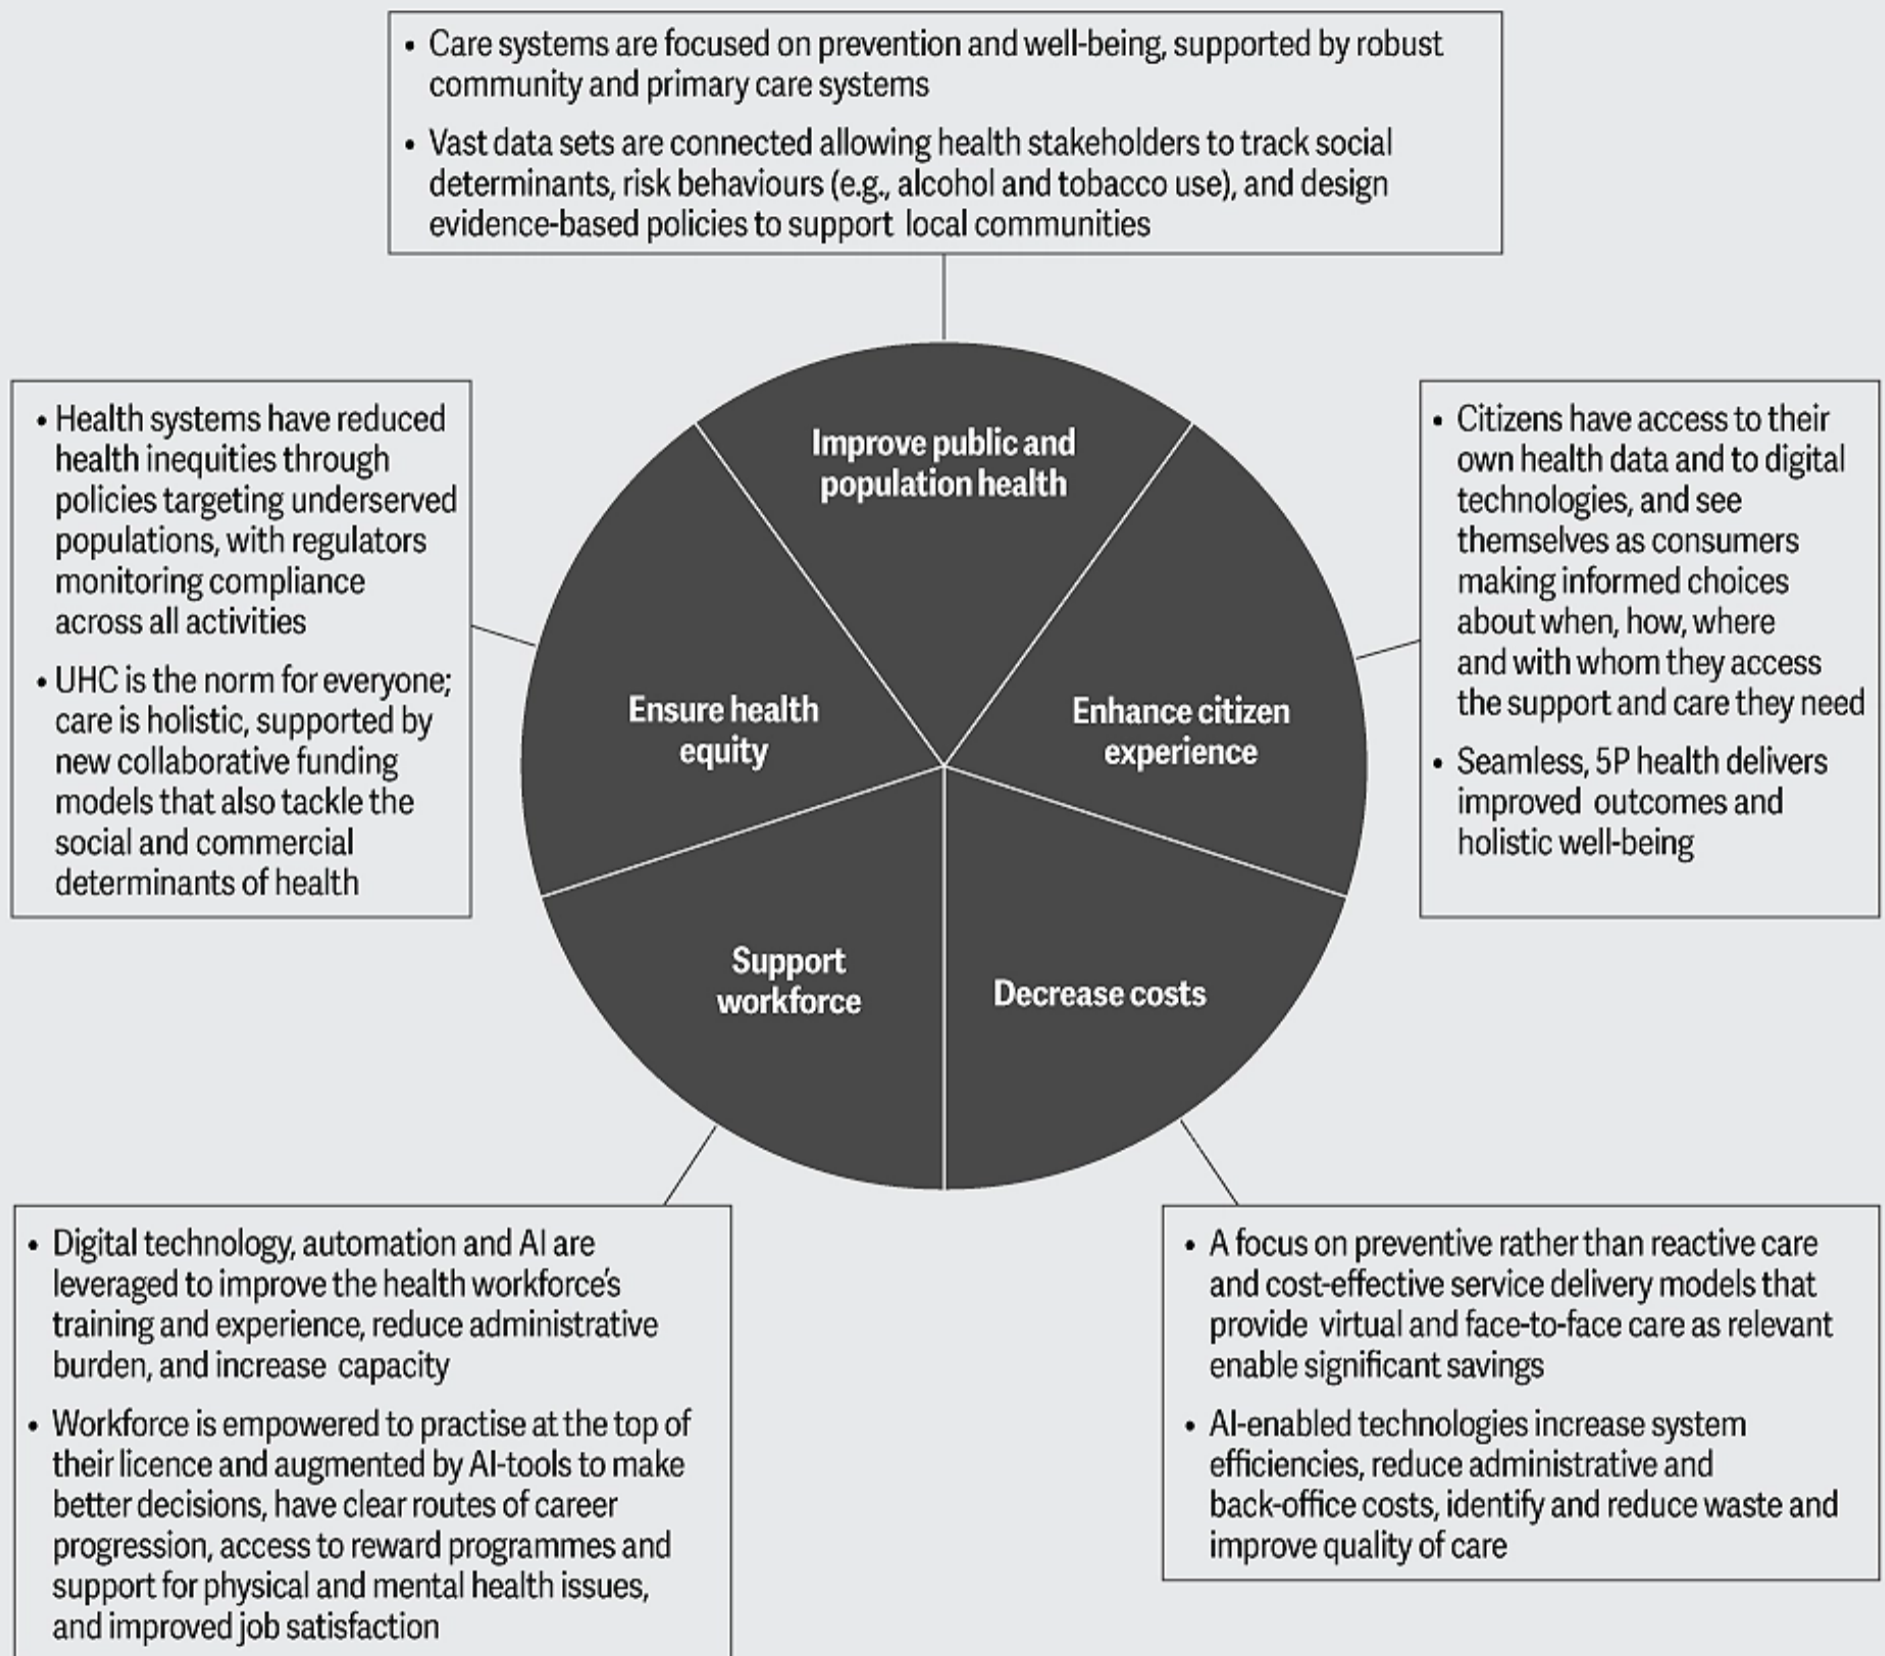 • Care systems are focused on prevention and well-being, supported by robust
community and primary care systems
• Vast data sets are connected allowing health stakeholders to track social
determinants, risk behaviours (e.g., alcohol and tobacco use), and design
evidence-based policies to support local communities
• Health systems have reduced
health inequities through
policies targeting underserved
populations, with regulators
monitoring compliance
across all activities
• UHC is the norm for everyone;
care is holistic, supported by
new collaborative funding
models that also tackle the
social and commercial
determinants of health
Improve public and
population health
Ensure health
equity
Enhance citizen
experience
Support
workforce
Decrease costs
• Citizens have access to their
own health data and to digital
technologies, and see
themselves as consumers
making informed choices
about when, how, where
and with whom they access
the support and care they need
• Seamless, 5P health delivers
improved outcomes and
holistic well-being
• Digital technology, automation and AI are
leveraged to improve the health workforce's
training and experience, reduce administrative
burden, and increase capacity
• Workforce is empowered to practise at the top of
their licence and augmented by AI-tools to make
better decisions, have clear routes of career
progression, access to reward programmes and
support for physical and mental health issues,
and improved job satisfaction
• A focus on preventive rather than reactive care
and cost-effective service delivery models that
provide virtual and face-to-face care as relevant
enable significant savings
• AI-enabled technologies increase system
efficiencies, reduce administrative and
back-office costs, identify and reduce waste and
improve quality of care